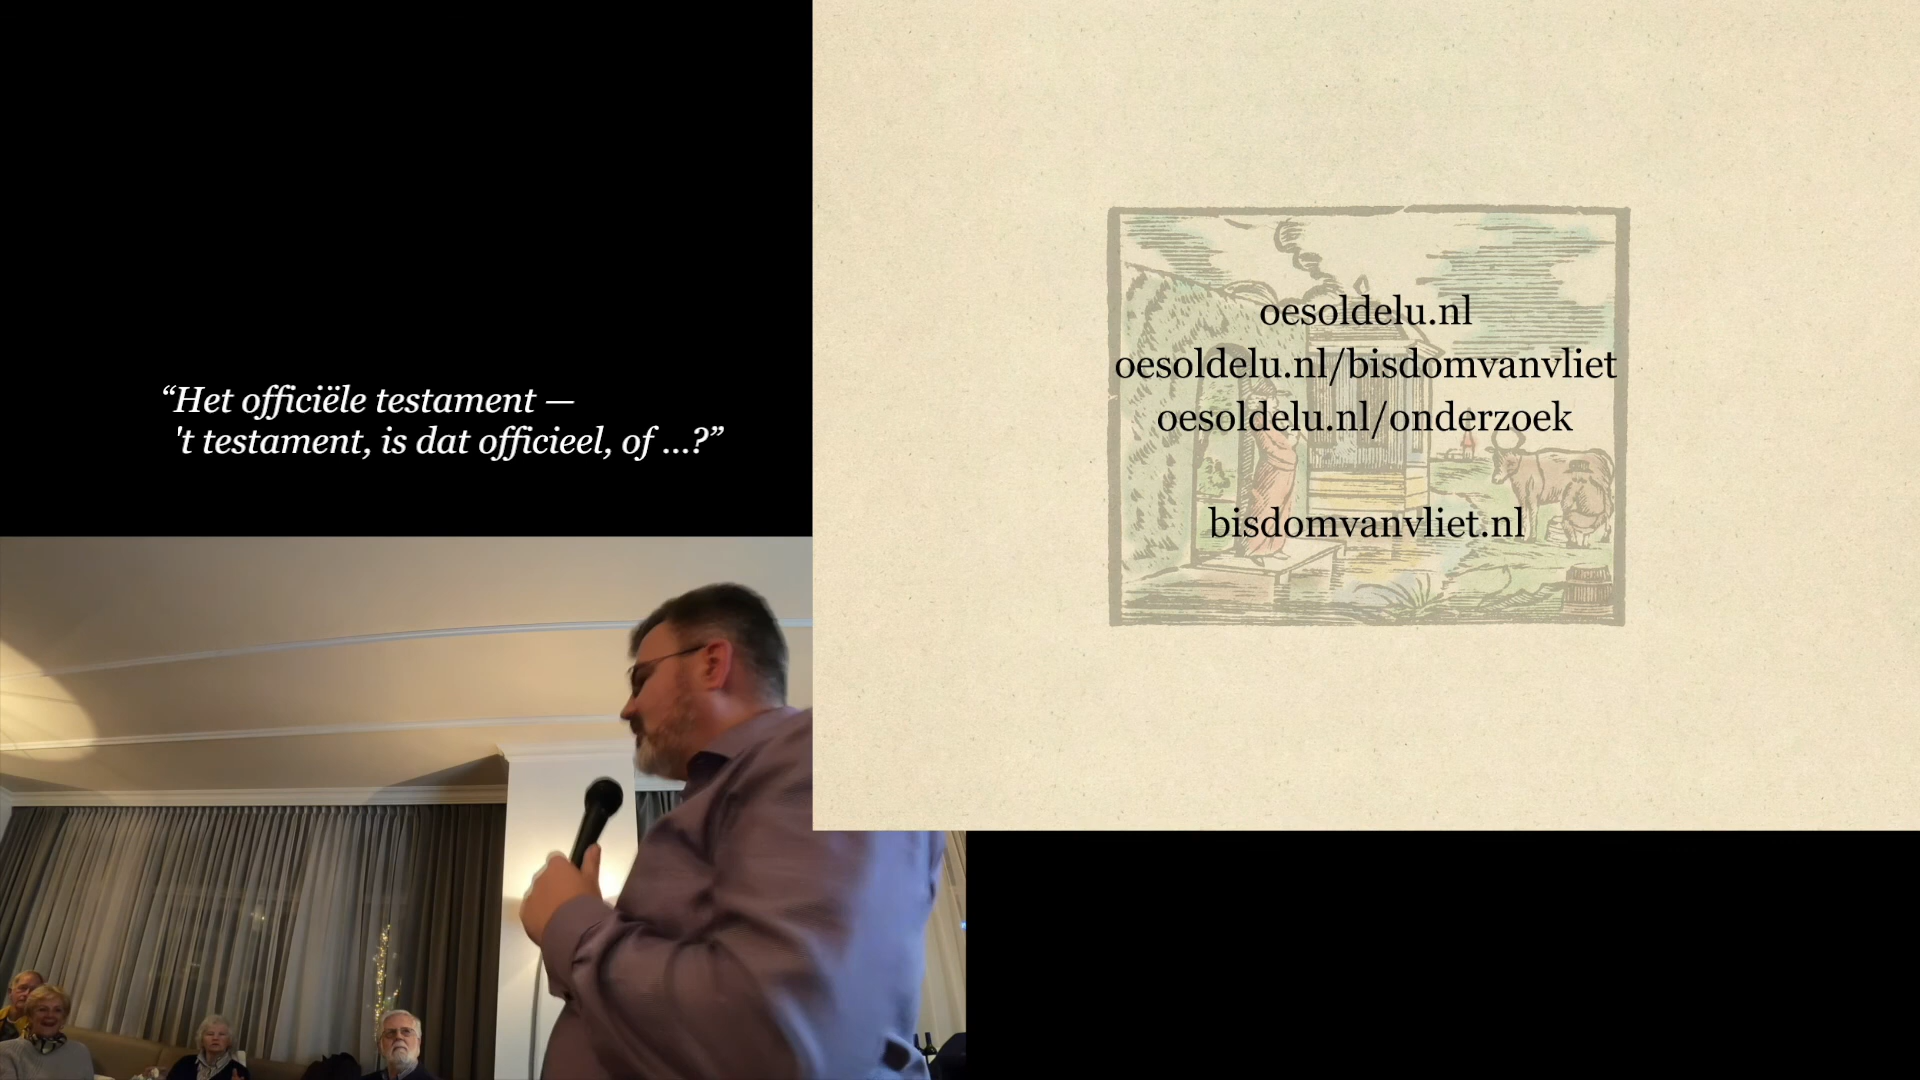 “Het officiële testament —
't testament, is dat officieel, of ...?”
oesoldelu.nl
oesoldelu.nl/bisdomvanvliet
oesoldelu.nl/onderzoek
bisdomvanvliet.nl